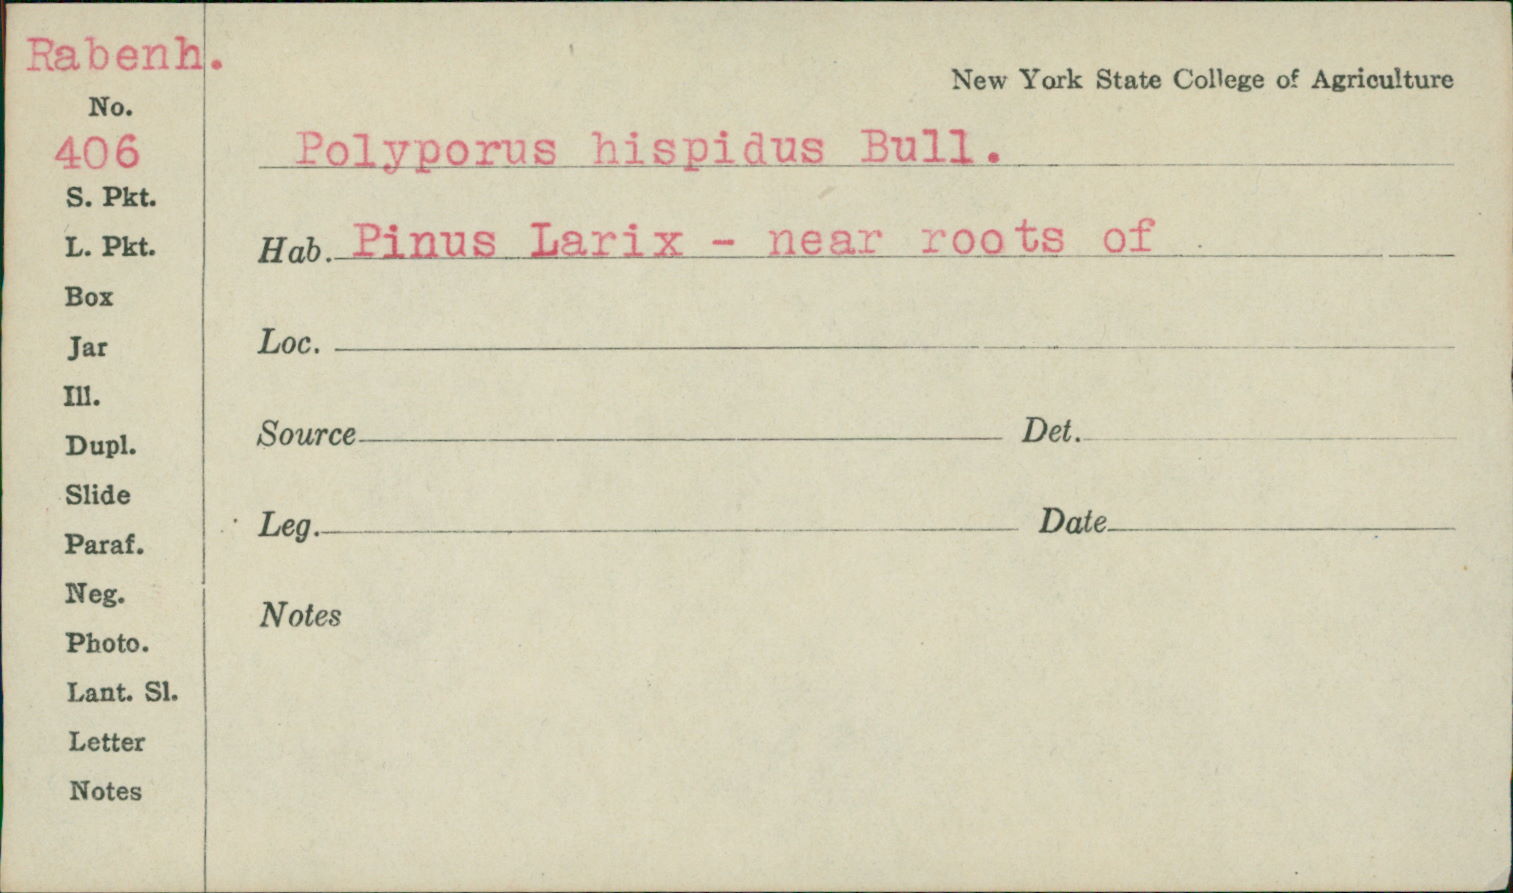 Rabenh.
No.
406
S. Pkt.
L. Pkt.
Box
Jar
Ill.
Dupl.
Slide
Paraf.
Neg.
Photo.
Lant. Sl.
Letter
Notes
New York State College of Agriculture
Polyporus hispidus Bull.
Hab. Pinus Larix - near roots of
Loc.
Source Det.
Leg. Date
Notes